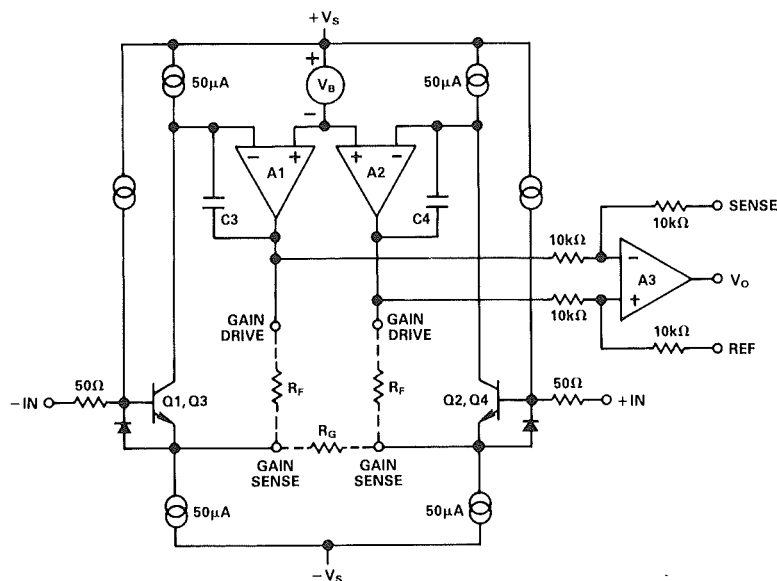 +VS
50μA
+
VB
−
50μA
− +
A1
+ −
A2
C3
C4
10kΩ
SENSE
10kΩ
−
A3
+
VO
10kΩ
10kΩ
REF
GAIN
DRIVE
GAIN
DRIVE
50Ω
−IN
Q1, Q3
RF
RF
Q2, Q4
50Ω
+IN
RG
GAIN
SENSE
GAIN
SENSE
50μA
50μA
−VS